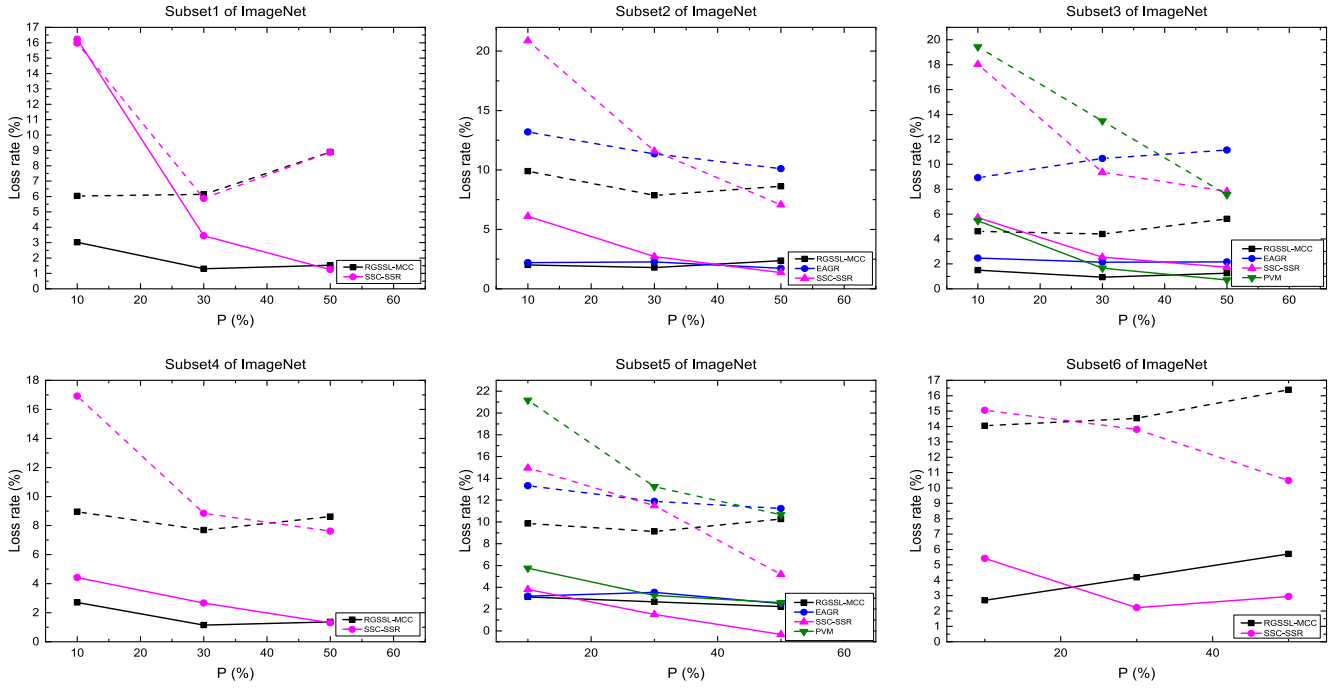 Subset1 of ImageNet
17
16
15
14
13
12
11
10
9
8
7
6
5
4
3
2
1
0
Loss rate (%)
10 20 30 40 50 60
P (%)
RGSSL-MCC
SSC-SSR
Subset2 of ImageNet
20
15
10
5
0
Loss rate (%)
10 20 30 40 50 60
P (%)
RGSSL-MCC
EAGR
SSC-SSR
Subset3 of ImageNet
20
18
16
14
12
10
8
6
4
2
0
Loss rate (%)
10 20 30 40 50 60
P (%)
RGSSL-MCC
EAGR
SSC-SSR
PVM
Subset4 of ImageNet
18
16
14
12
10
8
6
4
2
0
Loss rate (%)
10 20 30 40 50 60
P (%)
RGSSL-MCC
SSC-SSR
Subset5 of ImageNet
22
20
18
16
14
12
10
8
6
4
2
0
Loss rate (%)
20 40 60
P (%)
RGSSL-MCC
EAGR
SSC-SSR
PVM
Subset6 of ImageNet
17
16
15
14
13
12
11
10
9
8
7
6
5
4
3
2
1
0
Loss rate (%)
20 40
P (%)
RGSSL-MCC
SSC-SSR